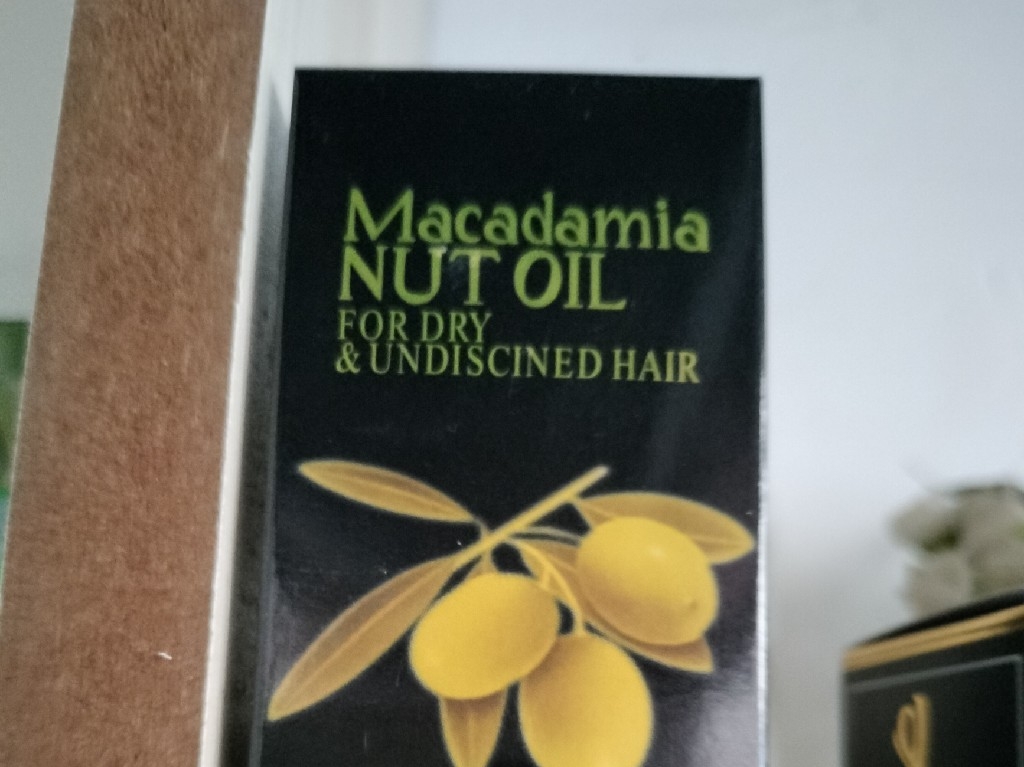 Macadamia
NUT OIL
FOR DRY
& UNDISCINED HAIR